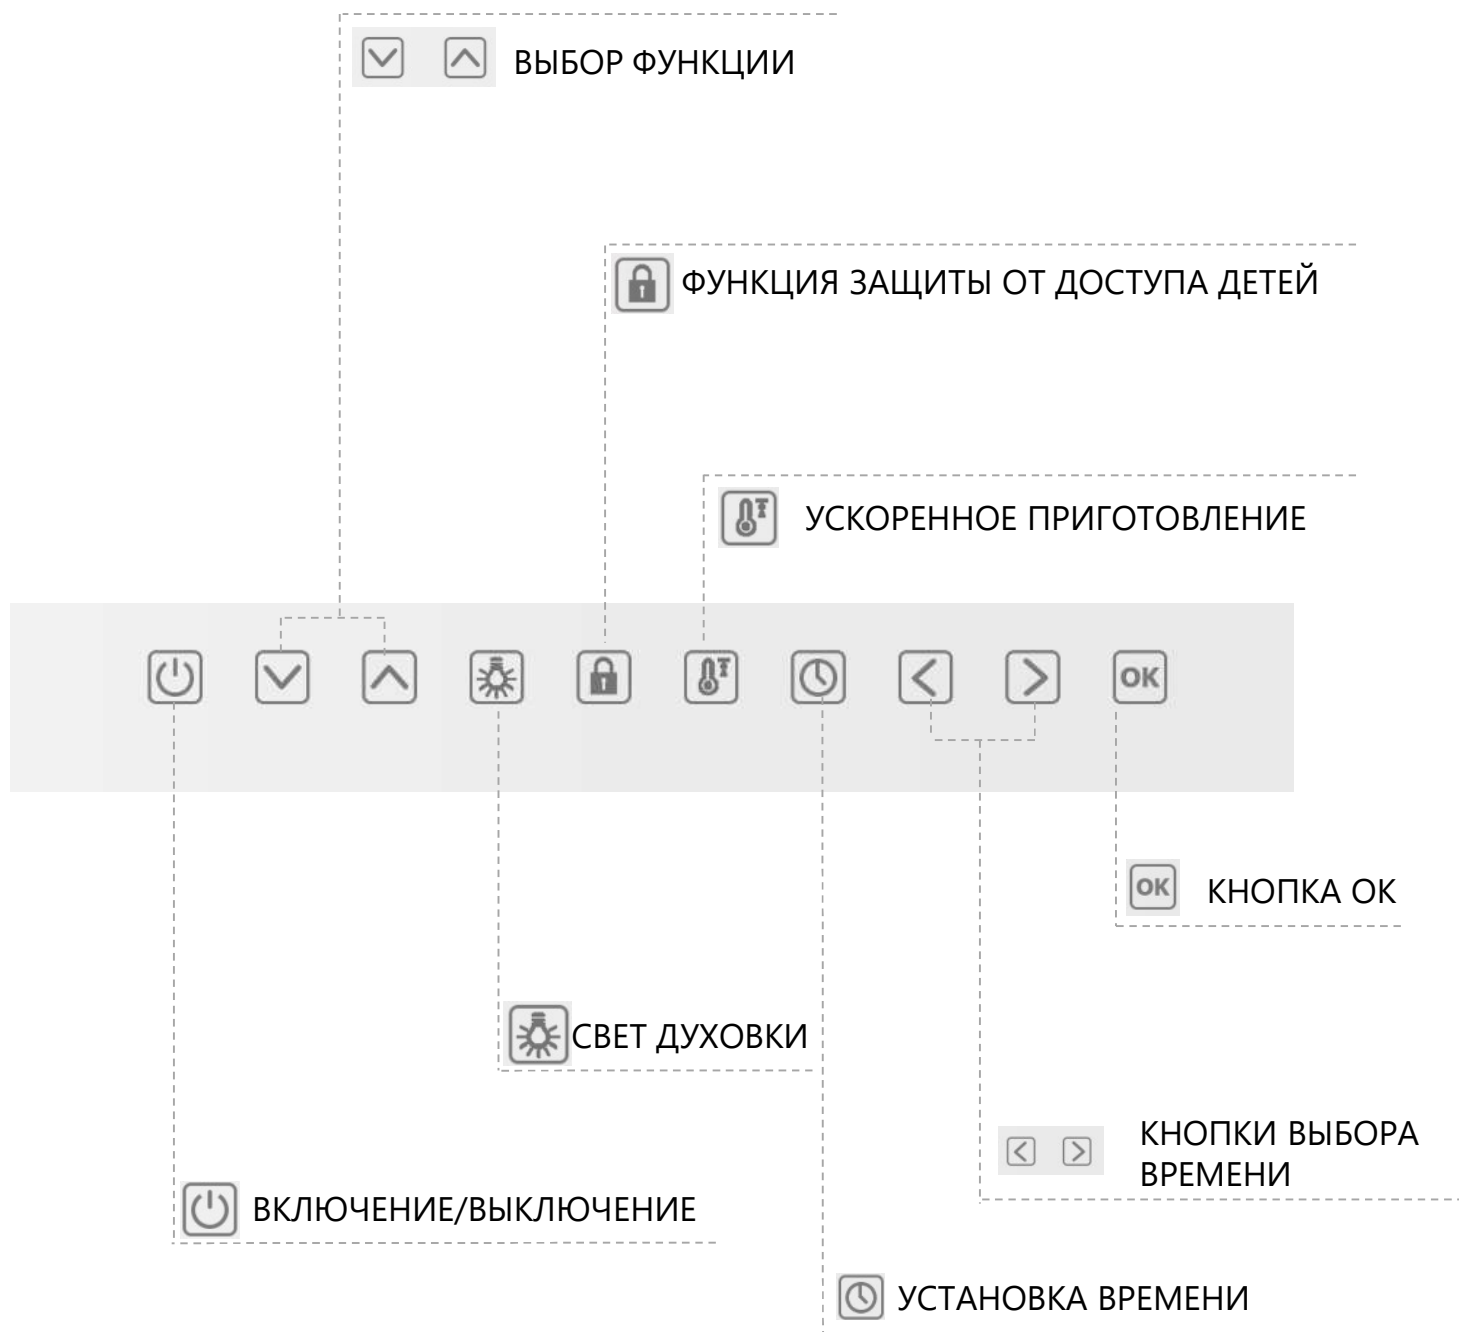 ВЫБОР ФУНКЦИИ
ФУНКЦИЯ ЗАЩИТЫ ОТ ДОСТУПА ДЕТЕЙ
УСКОРЕННОЕ ПРИГОТОВЛЕНИЕ
OK
OK КНОПКА ОК
СВЕТ ДУХОВКИ
КНОПКИ ВЫБОРА
ВРЕМЕНИ
ВКЛЮЧЕНИЕ/ВЫКЛЮЧЕНИЕ
УСТАНОВКА ВРЕМЕНИ